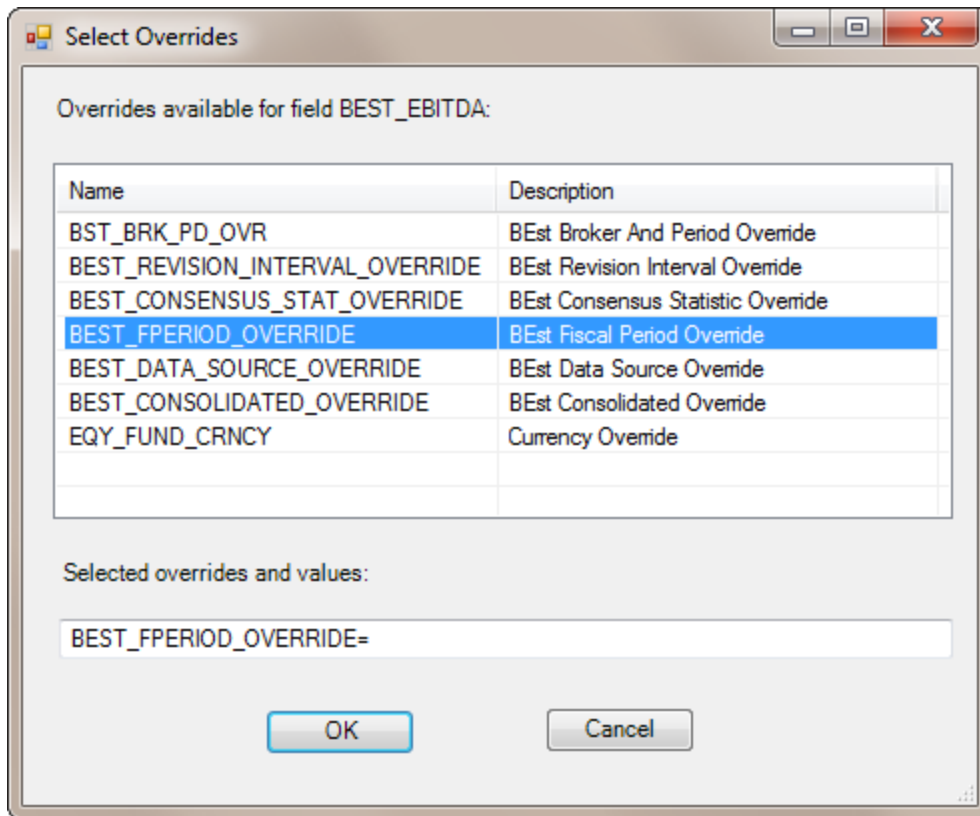 Select Overrides
Overrides available for field BEST_EBITDA:
Name Description
BST_BRK_PD_OVR BEst Broker And Period Override
BEST_REVISION_INTERVAL_OVERRIDE BEst Revision Interval Override
BEST_CONSENSUS_STAT_OVERRIDE BEst Consensus Statistic Override
BEST_FPERIOD_OVERRIDE BEst Fiscal Period Override
BEST_DATA_SOURCE_OVERRIDE BEst Data Source Override
BEST_CONSOLIDATED_OVERRIDE BEst Consolidated Override
EQY_FUND_CRNCY Currency Override
Selected overrides and values:
BEST_FPERIOD_OVERRIDE=
OK Cancel